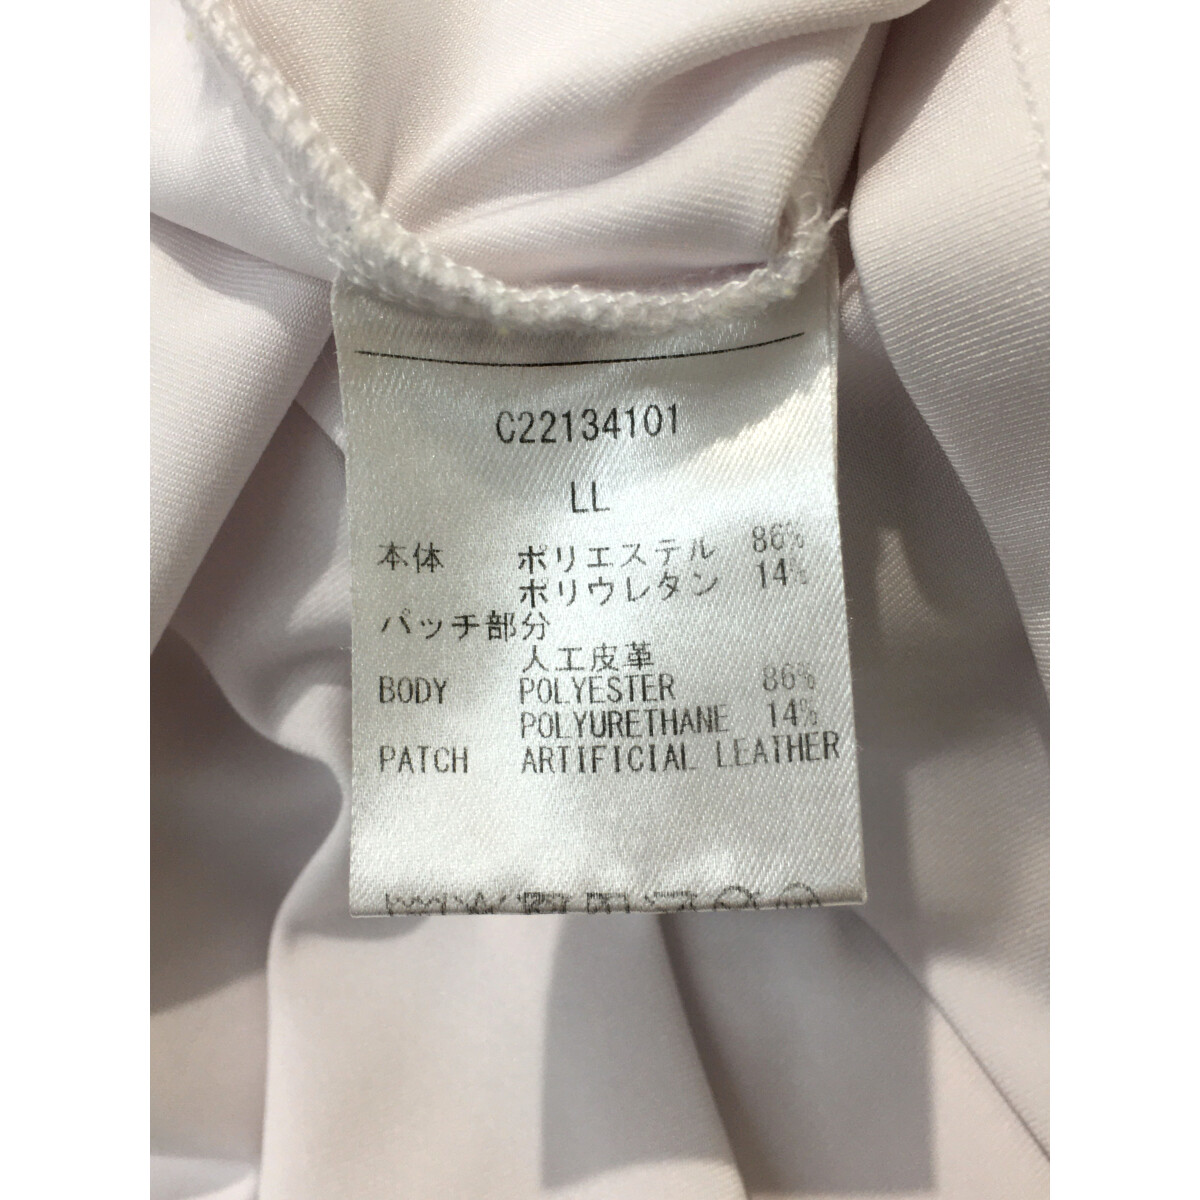 C22134101
LL
本体 ポリエステル 86%
ポリウレタン 14%
パッチ部分
人工皮革
BODY POLYESTER 86%
POLYURETHANE 14%
PATCH ARTIFICIAL LEATHER